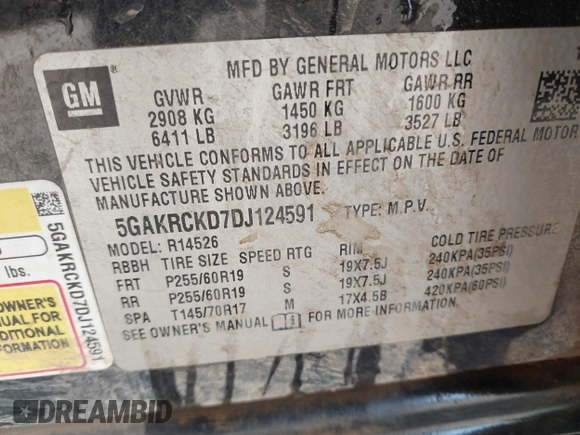 MFD BY GENERAL MOTORS LLC
GM
GVWR GAWR FRT GAWR RR
2908 KG 1450 KG 1600 KG
6411 LB 3196 LB 3527 LB
THIS VEHICLE CONFORMS TO ALL APPLICABLE U.S. FEDERAL MOTOR
VEHICLE SAFETY STANDARDS IN EFFECT ON THE DATE OF
MANUFACTURE SHOWN ABOVE.
5GAKRCKD7DJ124591 TYPE: M.P.V.
MODEL: R14526
RBBH TIRE SIZE SPEED RTG RIM COLD TIRE PRESSURE
FRT P255/60R19 S 19X7.5J 240KPA(35PSI)
RR P255/60R19 S 19X7.5J 240KPA(35PSI)
SPA T145/70R17 M 17X4.5B 420KPA(60PSI)
SEE OWNER'S MANUAL FOR MORE INFORMATION.
5GAKRCKD7DJ124591
lbs.
OWNER'S
MANUAL FOR
ADDITIONAL
INFORMATION
DREAMBID